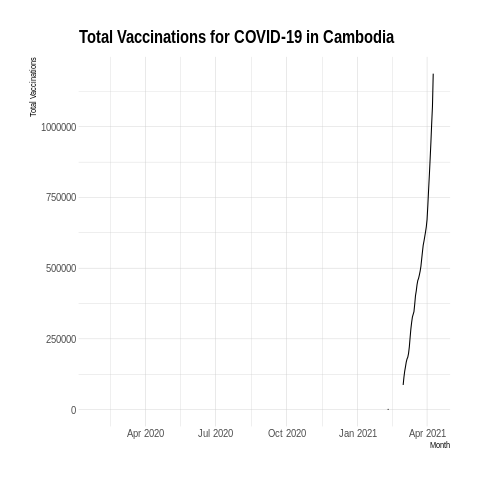 Total Vaccinations for COVID-19 in Cambodia
Total Vaccinations
1000000
750000
500000
250000
0
Apr 2020 Jul 2020 Oct 2020 Jan 2021 Apr 2021
Month